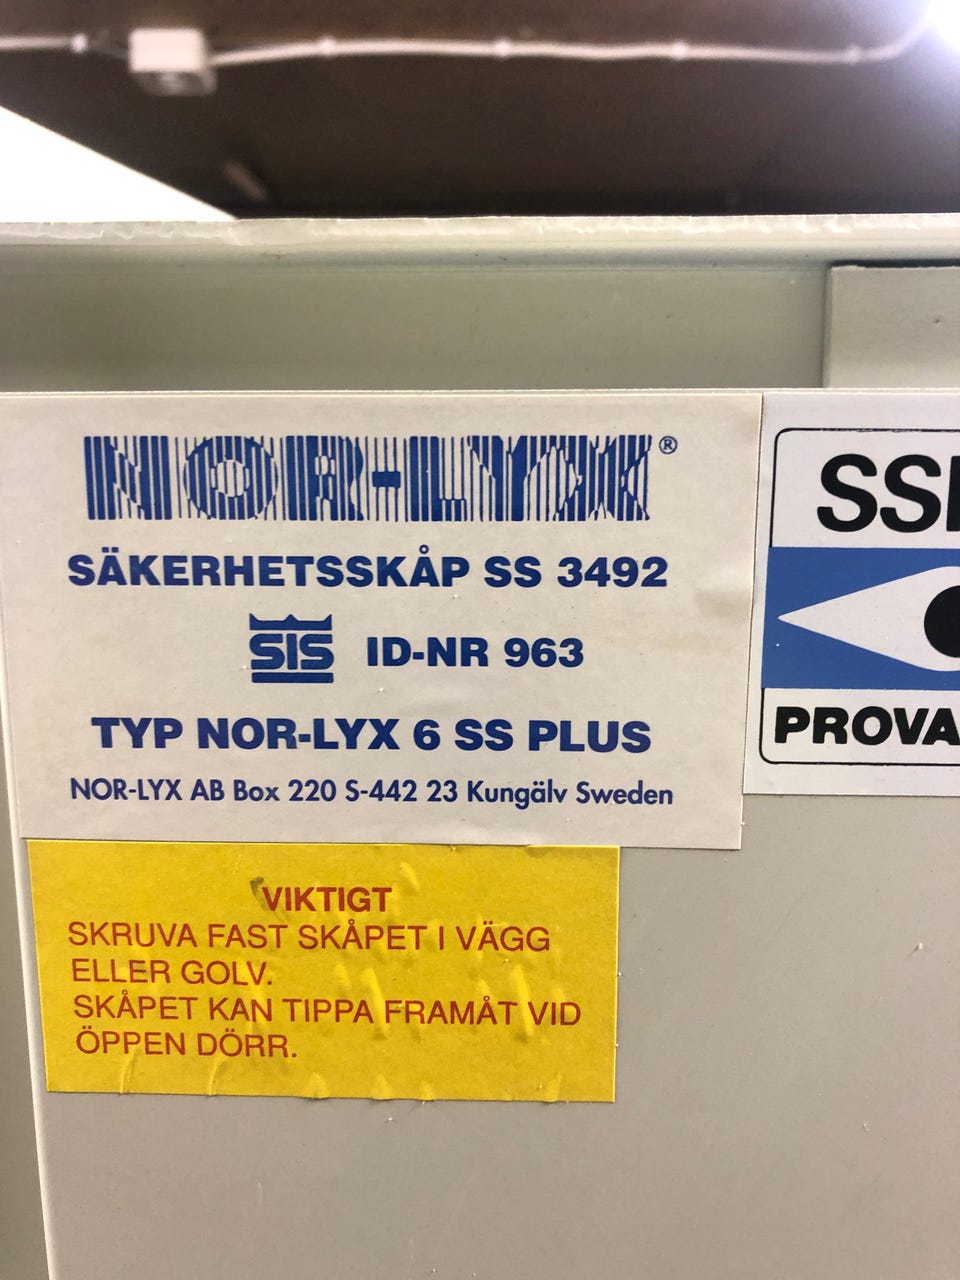 NOR-LYX®
SÄKERHETSSKÅP SS 3492
SIS ID-NR 963
TYP NOR-LYX 6 SS PLUS
NOR-LYX AB Box 220 S-442 23 Kungälv Sweden
VIKTIGT
SKRUVA FAST SKÅPET I VÄGG
ELLER GOLV.
SKÅPET KAN TIPPA FRAMÅT VID
ÖPPEN DÖRR.